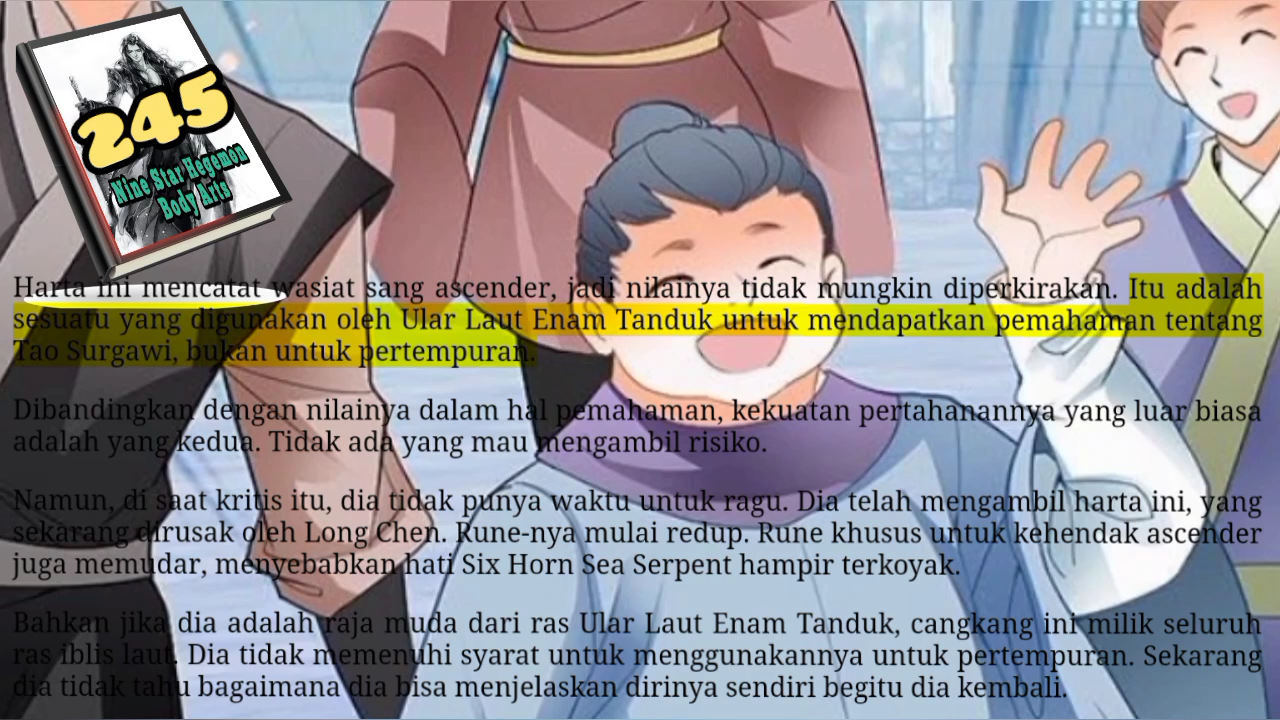 245
Nine Star Hegemon
Body Arts
Harta ini mencatat wasiat sang ascender, jadi nilainya tidak mungkin diperkirakan. Itu adalah
sesuatu yang digunakan oleh Ular Laut Enam Tanduk untuk mendapatkan pemahaman tentang
Tao Surgawi, bukan untuk pertempuran.
Dibandingkan dengan nilainya dalam hal pemahaman, kekuatan pertahanannya yang luar biasa
adalah yang kedua. Tidak ada yang mau mengambil risiko.
Namun, di saat kritis itu, dia tidak punya waktu untuk ragu. Dia telah mengambil harta ini, yang
sekarang dirusak oleh Long Chen. Rune-nya mulai redup. Rune khusus untuk kehendak ascender
juga memudar, menyebabkan hati Six Horn Sea Serpent hampir terkoyak.
Bahkan jika dia adalah raja muda dari ras Ular Laut Enam Tanduk, cangkang ini milik seluruh
ras iblis laut. Dia tidak memenuhi syarat untuk menggunakannya untuk pertempuran. Sekarang
dia tidak tahu bagaimana dia bisa menjelaskan dirinya sendiri begitu dia kembali.